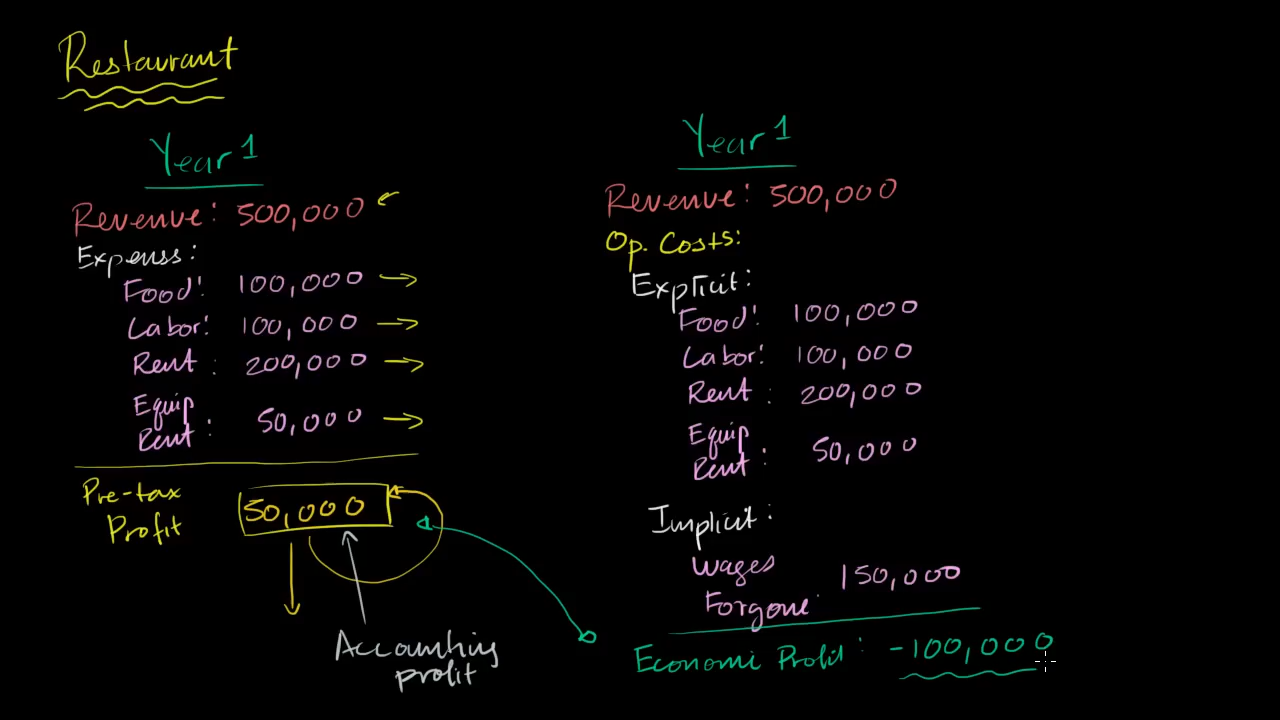 Restaurant
Year 1
Revenue: 500,000
Expenss:
Food: 100,000
Labor: 100,000
Rent : 200,000
Equip
Rent : 50,000
Pre-tax
Profit 50,000
Accounting
profit
Year 1
Revenue: 500,000
Op. Costs:
Explicit:
Food: 100,000
Labor: 100,000
Rent : 200,000
Equip
Rent : 50,000
Implicit:
Wages
Forgone: 150,000
Economic Profit: -100,000